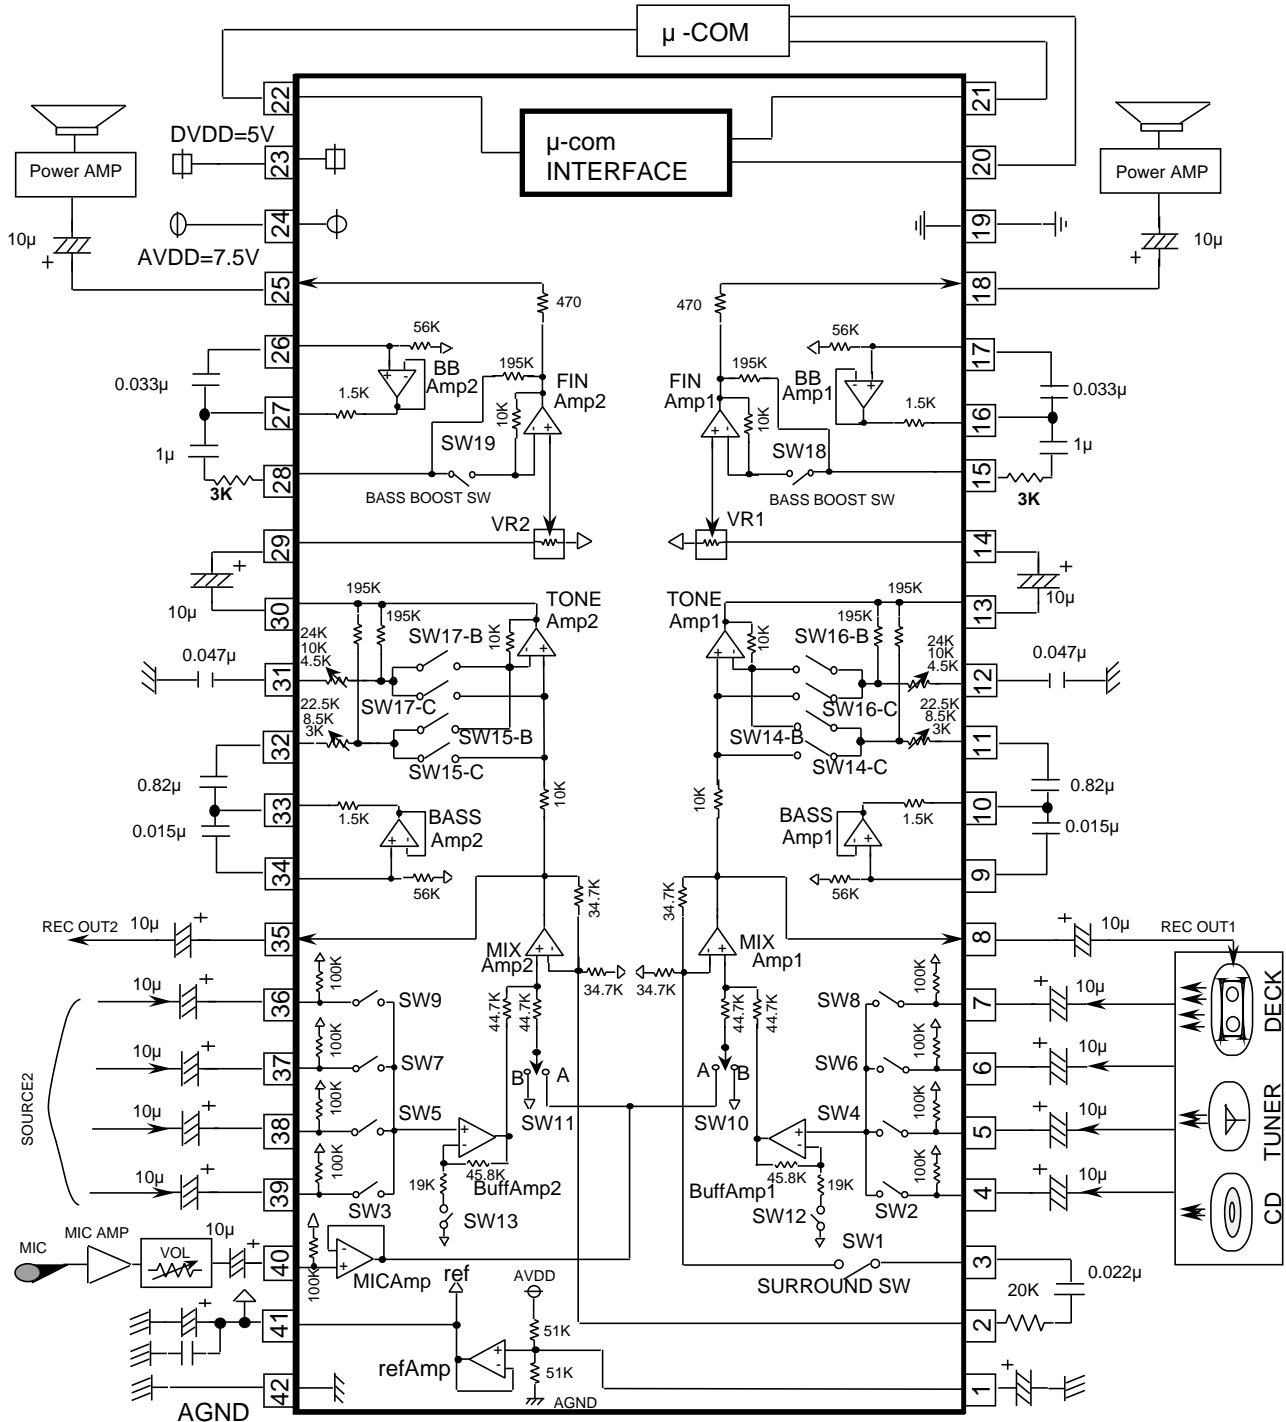 µ -COM
22
21
DVDD=5V
µ-com
INTERFACE
Power AMP
23
20
Power AMP
24
19
10µ
+
AVDD=7.5V
10µ
+
25
18
470
470
26
56K
56K
17
195K
195K
0.033µ
BB
Amp2
FIN
Amp2
FIN
Amp1
BB
Amp1
0.033µ
1.5K
1.5K
27
10K
10K
16
SW19
SW18
1µ
1µ
28
15
3K
3K
BASS BOOST SW
BASS BOOST SW
VR2
VR1
29
14
+
+
195K
195K
10µ
10µ
30
TONE
Amp2
TONE
Amp1
13
195K
195K
24K
10K
4.5K
SW17-B
10K
10K
SW16-B
24K
10K
4.5K
0.047µ
0.047µ
31
12
SW17-C
SW16-C
22.5K
8.5K
3K
22.5K
8.5K
3K
32
SW15-B
SW14-B
11
SW15-C
SW14-C
0.82µ
10K
10K
0.82µ
33
10
1.5K
BASS
Amp2
BASS
Amp1
1.5K
0.015µ
0.015µ
34
9
56K
56K
34.7K
34.7K
REC OUT2
10µ
+
35
8
+
10µ
REC OUT1
MIX
Amp2
MIX
Amp1
100K
34.7K
34.7K
100K
10µ
+
36
SW9
44.7K
44.7K
44.7K
44.7K
SW8
7
+
10µ
DECK
100K
100K
10µ
+
37
SW7
B
A
A
B
SW6
6
10µ
+
SOURCE2
100K
100K
10µ
+
38
SW5
SW11
SW10
SW4
5
10µ
+
TUNER
100K
45.8K
45.8K
100K
10µ
+
39
19K
BuffAmp2
BuffAmp1
19K
4
10µ
+
SW3
SW13
SW12
SW2
CD
MIC
MIC AMP
VOL
10µ
+
40
100K
MICAmp
SW1
3
ref
AVDD
SURROUND SW
20K
0.022µ
+
41
51K
2
refAmp
51K
+
42
AGND
1
AGND